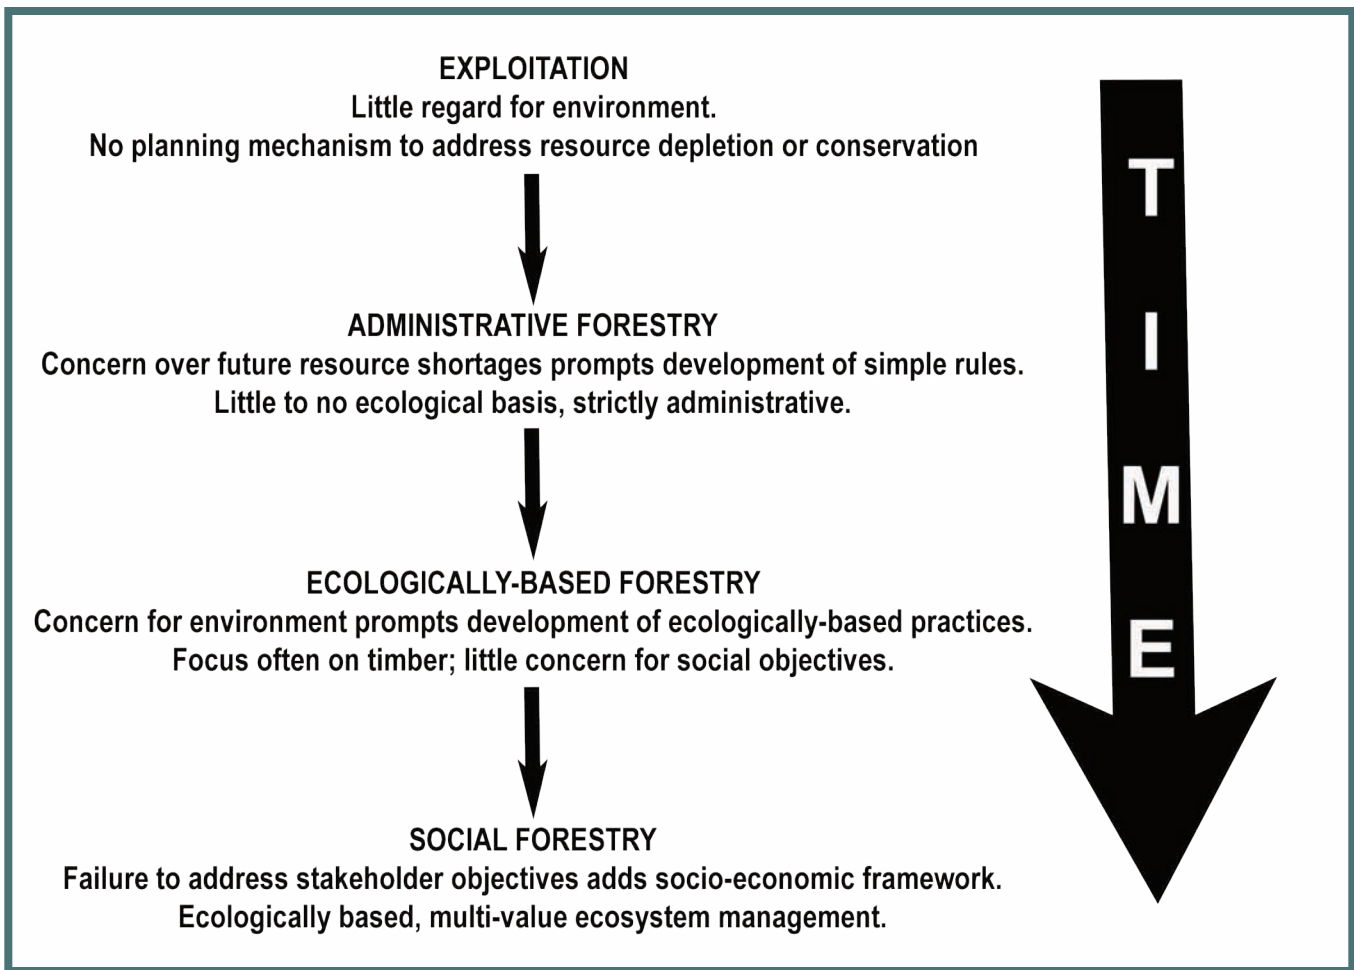 EXPLOITATION
Little regard for environment.
No planning mechanism to address resource depletion or conservation
ADMINISTRATIVE FORESTRY
Concern over future resource shortages prompts development of simple rules.
Little to no ecological basis, strictly administrative.
ECOLOGICALLY-BASED FORESTRY
Concern for environment prompts development of ecologically-based practices.
Focus often on timber; little concern for social objectives.
SOCIAL FORESTRY
Failure to address stakeholder objectives adds socio-economic framework.
Ecologically based, multi-value ecosystem management.
TIME